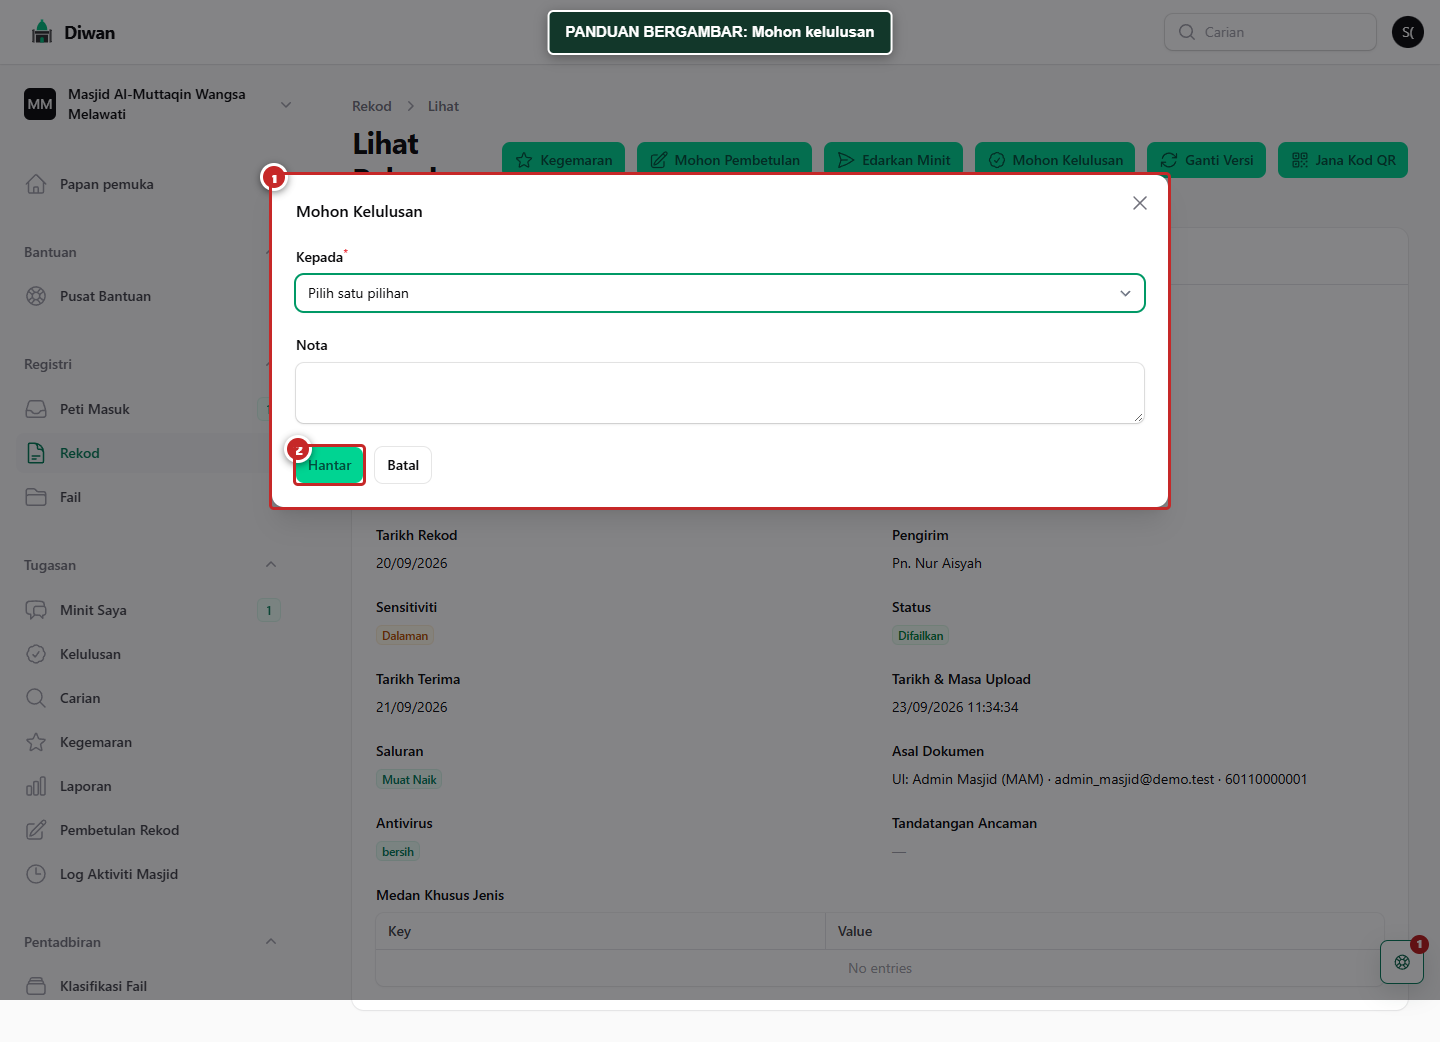 Diwan
PANDUAN BERGAMBAR: Mohon kelulusan
Carian
S(
MM
Masjid Al-Muttaqin Wangsa
Melawati
Rekod
Lihat
Lihat
Kegemaran
Mohon Pembetulan
Edarkan Minit
Mohon Kelulusan
Ganti Versi
Jana Kod QR
Papan pemuka
Bantuan
Pusat Bantuan
Registri
Peti Masuk
Rekod
Fail
Tugasan
Minit Saya
1
Kelulusan
Carian
Kegemaran
Laporan
Pembetulan Rekod
Log Aktiviti Masjid
Pentadbiran
Klasifikasi Fail
1
Mohon Kelulusan
Kepada*
Pilih satu pilihan
Nota
2
Hantar
Batal
Tarikh Rekod
20/09/2026
Pengirim
Pn. Nur Aisyah
Sensitiviti
Dalaman
Status
Difailkan
Tarikh Terima
21/09/2026
Tarikh & Masa Upload
23/09/2026 11:34:34
Saluran
Muat Naik
Asal Dokumen
UI: Admin Masjid (MAM) · admin_masjid@demo.test · 60110000001
Antivirus
bersih
Tandatangan Ancaman
—
Medan Khusus Jenis
Key
Value
No entries
1